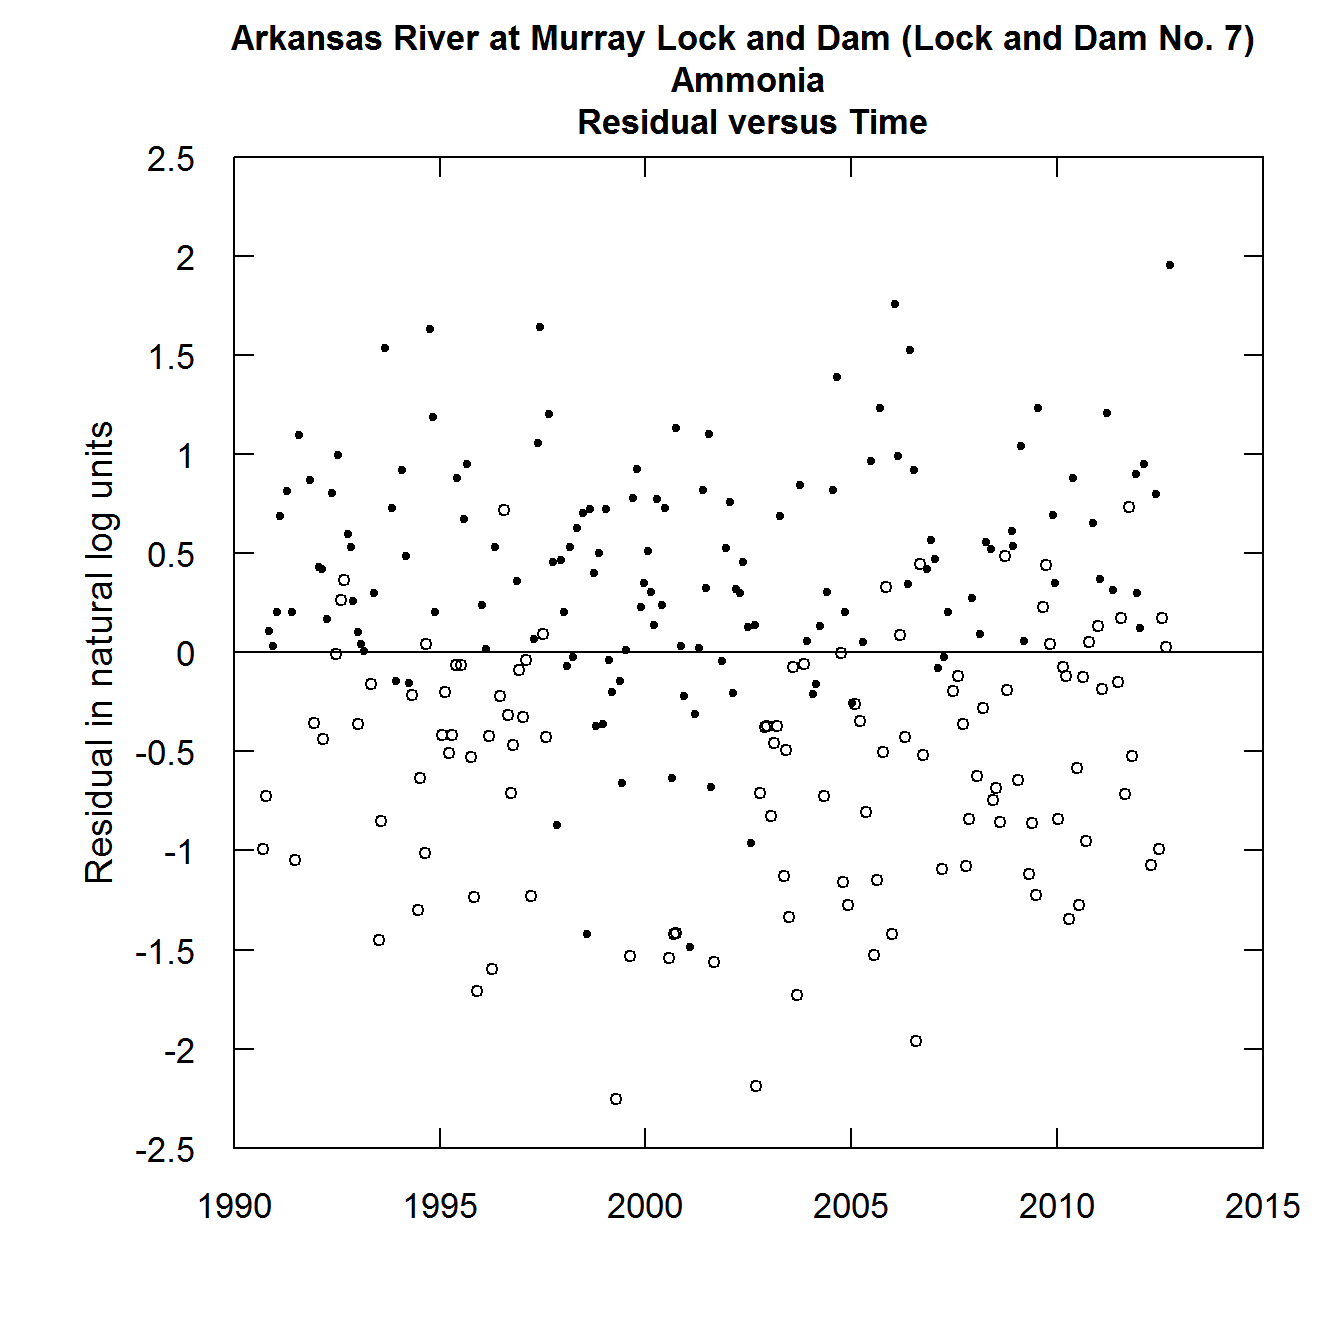 Arkansas River at Murray Lock and Dam (Lock and Dam No. 7)
Ammonia
Residual versus Time
Residual in natural log units
2.5
2
1.5
1
0.5
0
-0.5
-1
-1.5
-2
-2.5
1990 1995 2000 2005 2010 2015